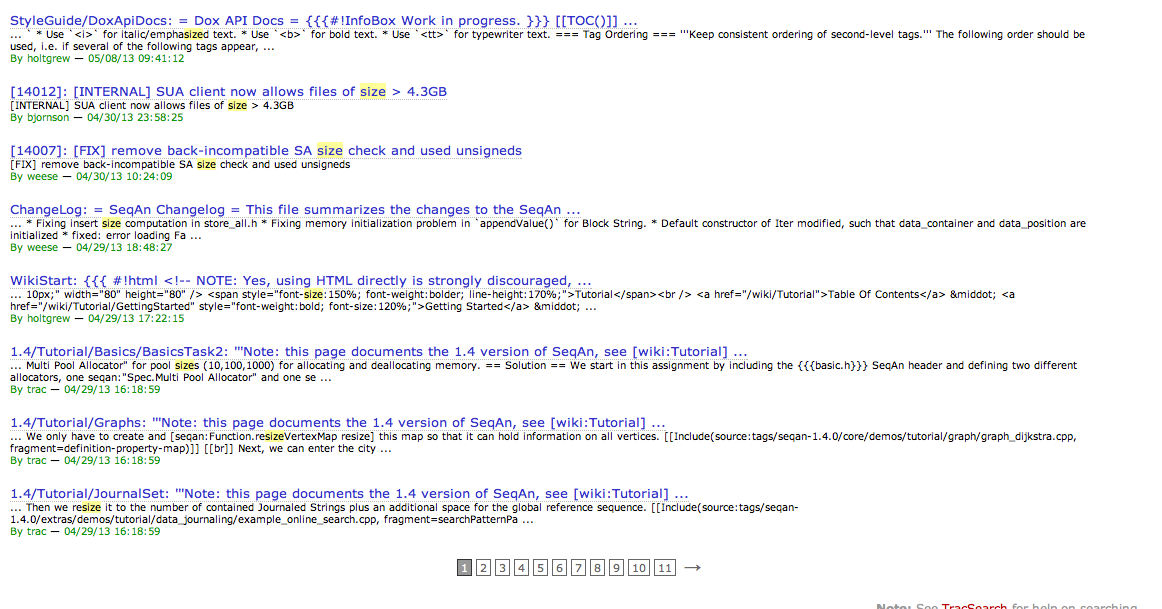 StyleGuide/DoxApiDocs: = Dox API Docs = {{{#!InfoBox Work in progress. }}} [[TOC()]] ...
... ` * Use `<i>` for italic/emphasized text. * Use `<b>` for bold text. * Use `<tt>` for typewriter text. === Tag Ordering === '''Keep consistent ordering of second-level tags.''' The following order should be
used, i.e. if several of the following tags appear, ...
By holtgrew — 05/08/13 09:41:12
[14012]: [INTERNAL] SUA client now allows files of size > 4.3GB
[INTERNAL] SUA client now allows files of size > 4.3GB
By bjornson — 04/30/13 23:58:25
[14007]: [FIX] remove back-incompatible SA size check and used unsigneds
[FIX] remove back-incompatible SA size check and used unsigneds
By weese — 04/30/13 10:24:09
ChangeLog: = SeqAn Changelog = This file summarizes the changes to the SeqAn ...
... * Fixing insert size computation in store_all.h * Fixing memory initialization problem in `appendValue()` for Block String. * Default constructor of Iter modified, such that data_container and data_position are
initialized * fixed: error loading Fa ...
By weese — 04/29/13 18:48:27
WikiStart: {{{ #!html <!-- NOTE: Yes, using HTML directly is strongly discouraged, ...
... 10px;" width="80" height="80" /> <span style="font-size:150%; font-weight:bolder; line-height:170%;">Tutorial</span><br /> <a href="/wiki/Tutorial">Table Of Contents</a> &middot; <a
href="/wiki/Tutorial/GettingStarted" style="font-weight:bold; font-size:120%;">Getting Started</a> &middot; ...
By holtgrew — 04/29/13 17:22:15
1.4/Tutorial/Basics/BasicsTask2: '''Note: this page documents the 1.4 version of SeqAn, see [wiki:Tutorial] ...
... Multi Pool Allocator" for pool sizes (10,100,1000) for allocating and deallocating memory. == Solution == We start in this assignment by including the {{{basic.h}}} SeqAn header and defining two different
allocators, one seqan:"Spec.Multi Pool Allocator" and one se ...
By trac — 04/29/13 16:18:59
1.4/Tutorial/Graphs: '''Note: this page documents the 1.4 version of SeqAn, see [wiki:Tutorial] ...
... We only have to create and [seqan:Function.resizeVertexMap resize] this map so that it can hold information on all vertices. [[Include(source:tags/seqan-1.4.0/core/demos/tutorial/graph/graph_dijkstra.cpp,
fragment=definition-property-map)]] [[br]] Next, we can enter the city ...
By trac — 04/29/13 16:18:59
1.4/Tutorial/JournalSet: '''Note: this page documents the 1.4 version of SeqAn, see [wiki:Tutorial] ...
... Then we resize it to the number of contained Journaled Strings plus an additional space for the global reference sequence. [[Include(source:tags/seqan-
1.4.0/extras/demos/tutorial/data_journaling/example_online_search.cpp, fragment=searchPatternPa ...
By trac — 04/29/13 16:18:59
1 2 3 4 5 6 7 8 9 10 11 →
Note: See TracSearch for help on searching.